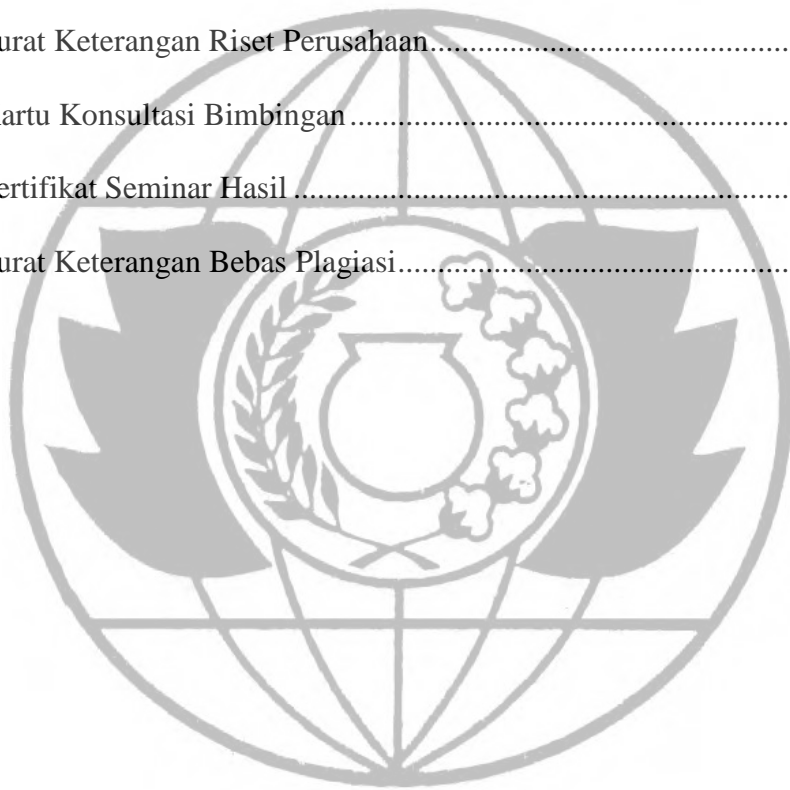 urat Keterangan Riset Perusahaan..........................................
artu Konsultasi Bimbingan......................................................
ertifikat Seminar Hasil.............................................................
urat Keterangan Bebas Plagiasi................................................